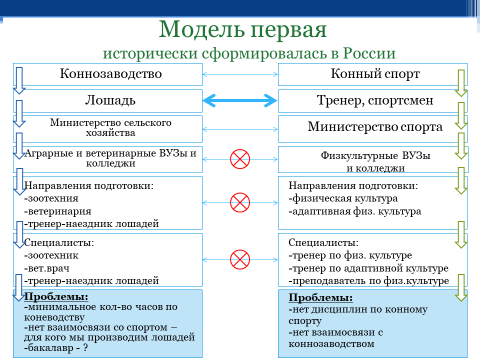 Модель первая
исторически сформировалась в России
Коннозаводство
Конный спорт
Лошадь
Тренер, спортсмен
Министерство сельского
хозяйства
Министерство спорта
Аграрные и ветеринарные ВУЗы и
колледжи
Физкультурные ВУЗы
и колледжи
Направления подготовки:
-зоотехния
-ветеринария
-тренер-наездник лошадей
Направления подготовки:
-физическая культура
-адаптивная физ. культура
Специалисты:
-зоотехник
-вет.врач
-тренер-наездник лошадей
Специалисты:
-тренер по физ. культуре
-тренер по адаптивной культуре
-преподаватель по физ.культуре
Проблемы:
-минимальное кол-во часов по
коневодству
-нет взаимосвязи со спортом –
для кого мы производим лошадей
-бакалавр - ?
Проблемы:
-нет дисциплин по конному
спорту
-нет взаимосвязи с
коннозаводством